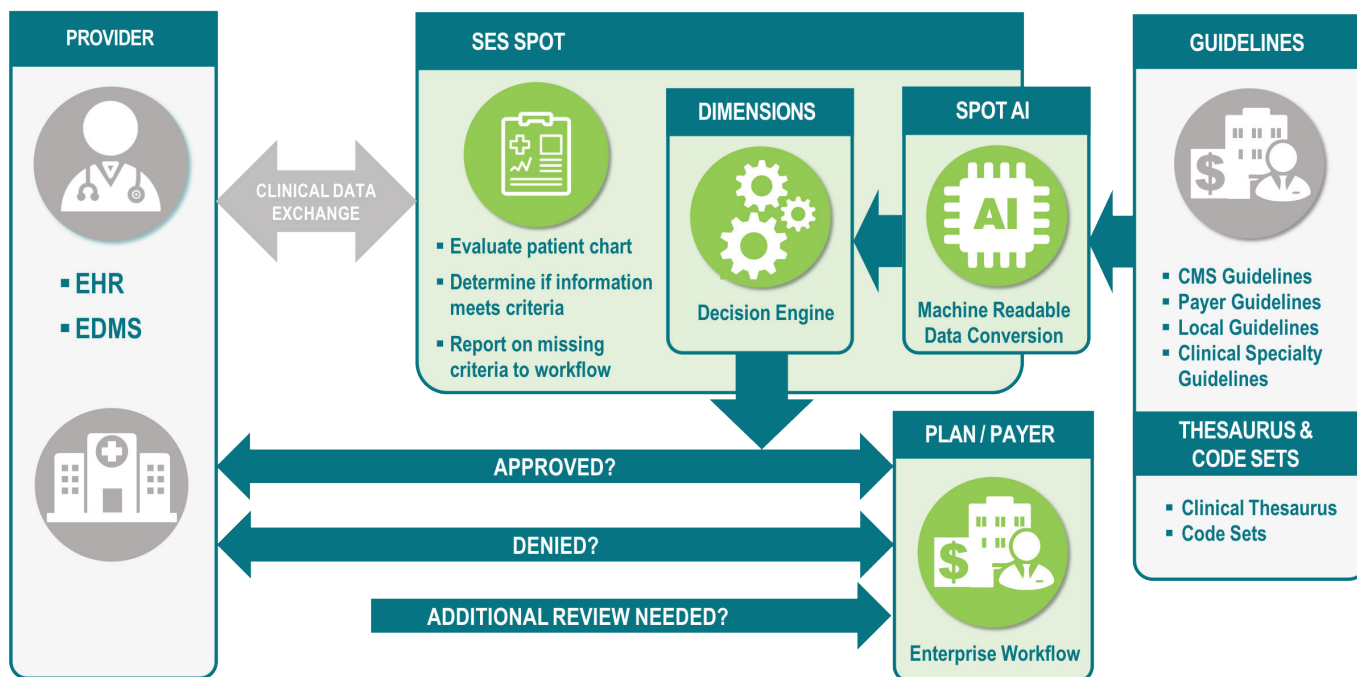 PROVIDER
▪ EHR
▪ EDMS
CLINICAL DATA
EXCHANGE
SES SPOT
▪ Evaluate patient chart
▪ Determine if information
meets criteria
▪ Report on missing
criteria to workflow
DIMENSIONS
Decision Engine
SPOT AI
AI
Machine Readable
Data Conversion
GUIDELINES
$
▪ CMS Guidelines
▪ Payer Guidelines
▪ Local Guidelines
▪ Clinical Specialty
Guidelines
THESAURUS &
CODE SETS
▪ Clinical Thesaurus
▪ Code Sets
APPROVED?
DENIED?
ADDITIONAL REVIEW NEEDED?
PLAN / PAYER
$
Enterprise Workflow